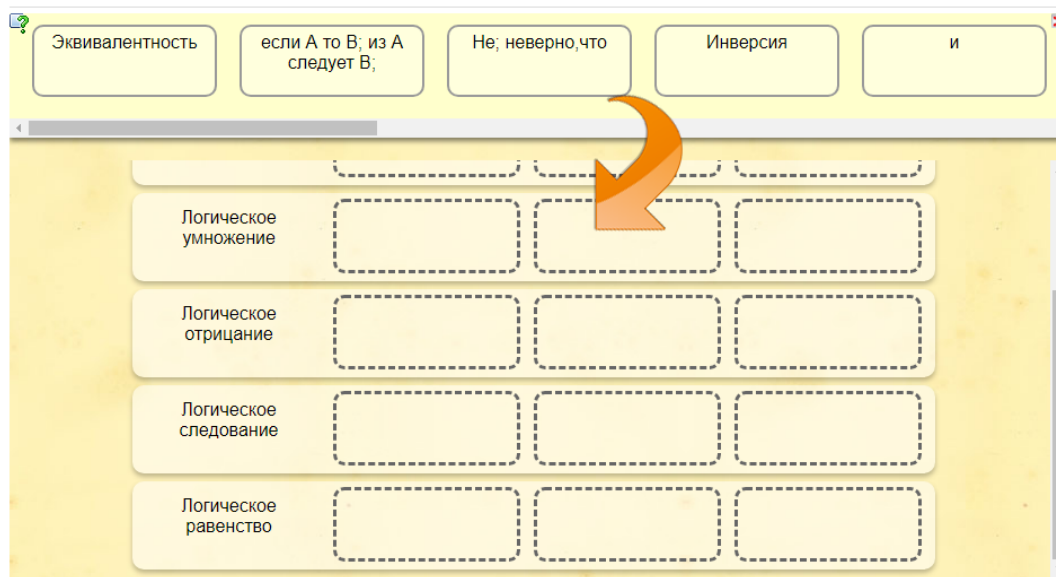 Эквивалентность
если А то В; из А
следует В;
Не; неверно,что
Инверсия
и
Логическое
умножение
Логическое
отрицание
Логическое
следование
Логическое
равенство